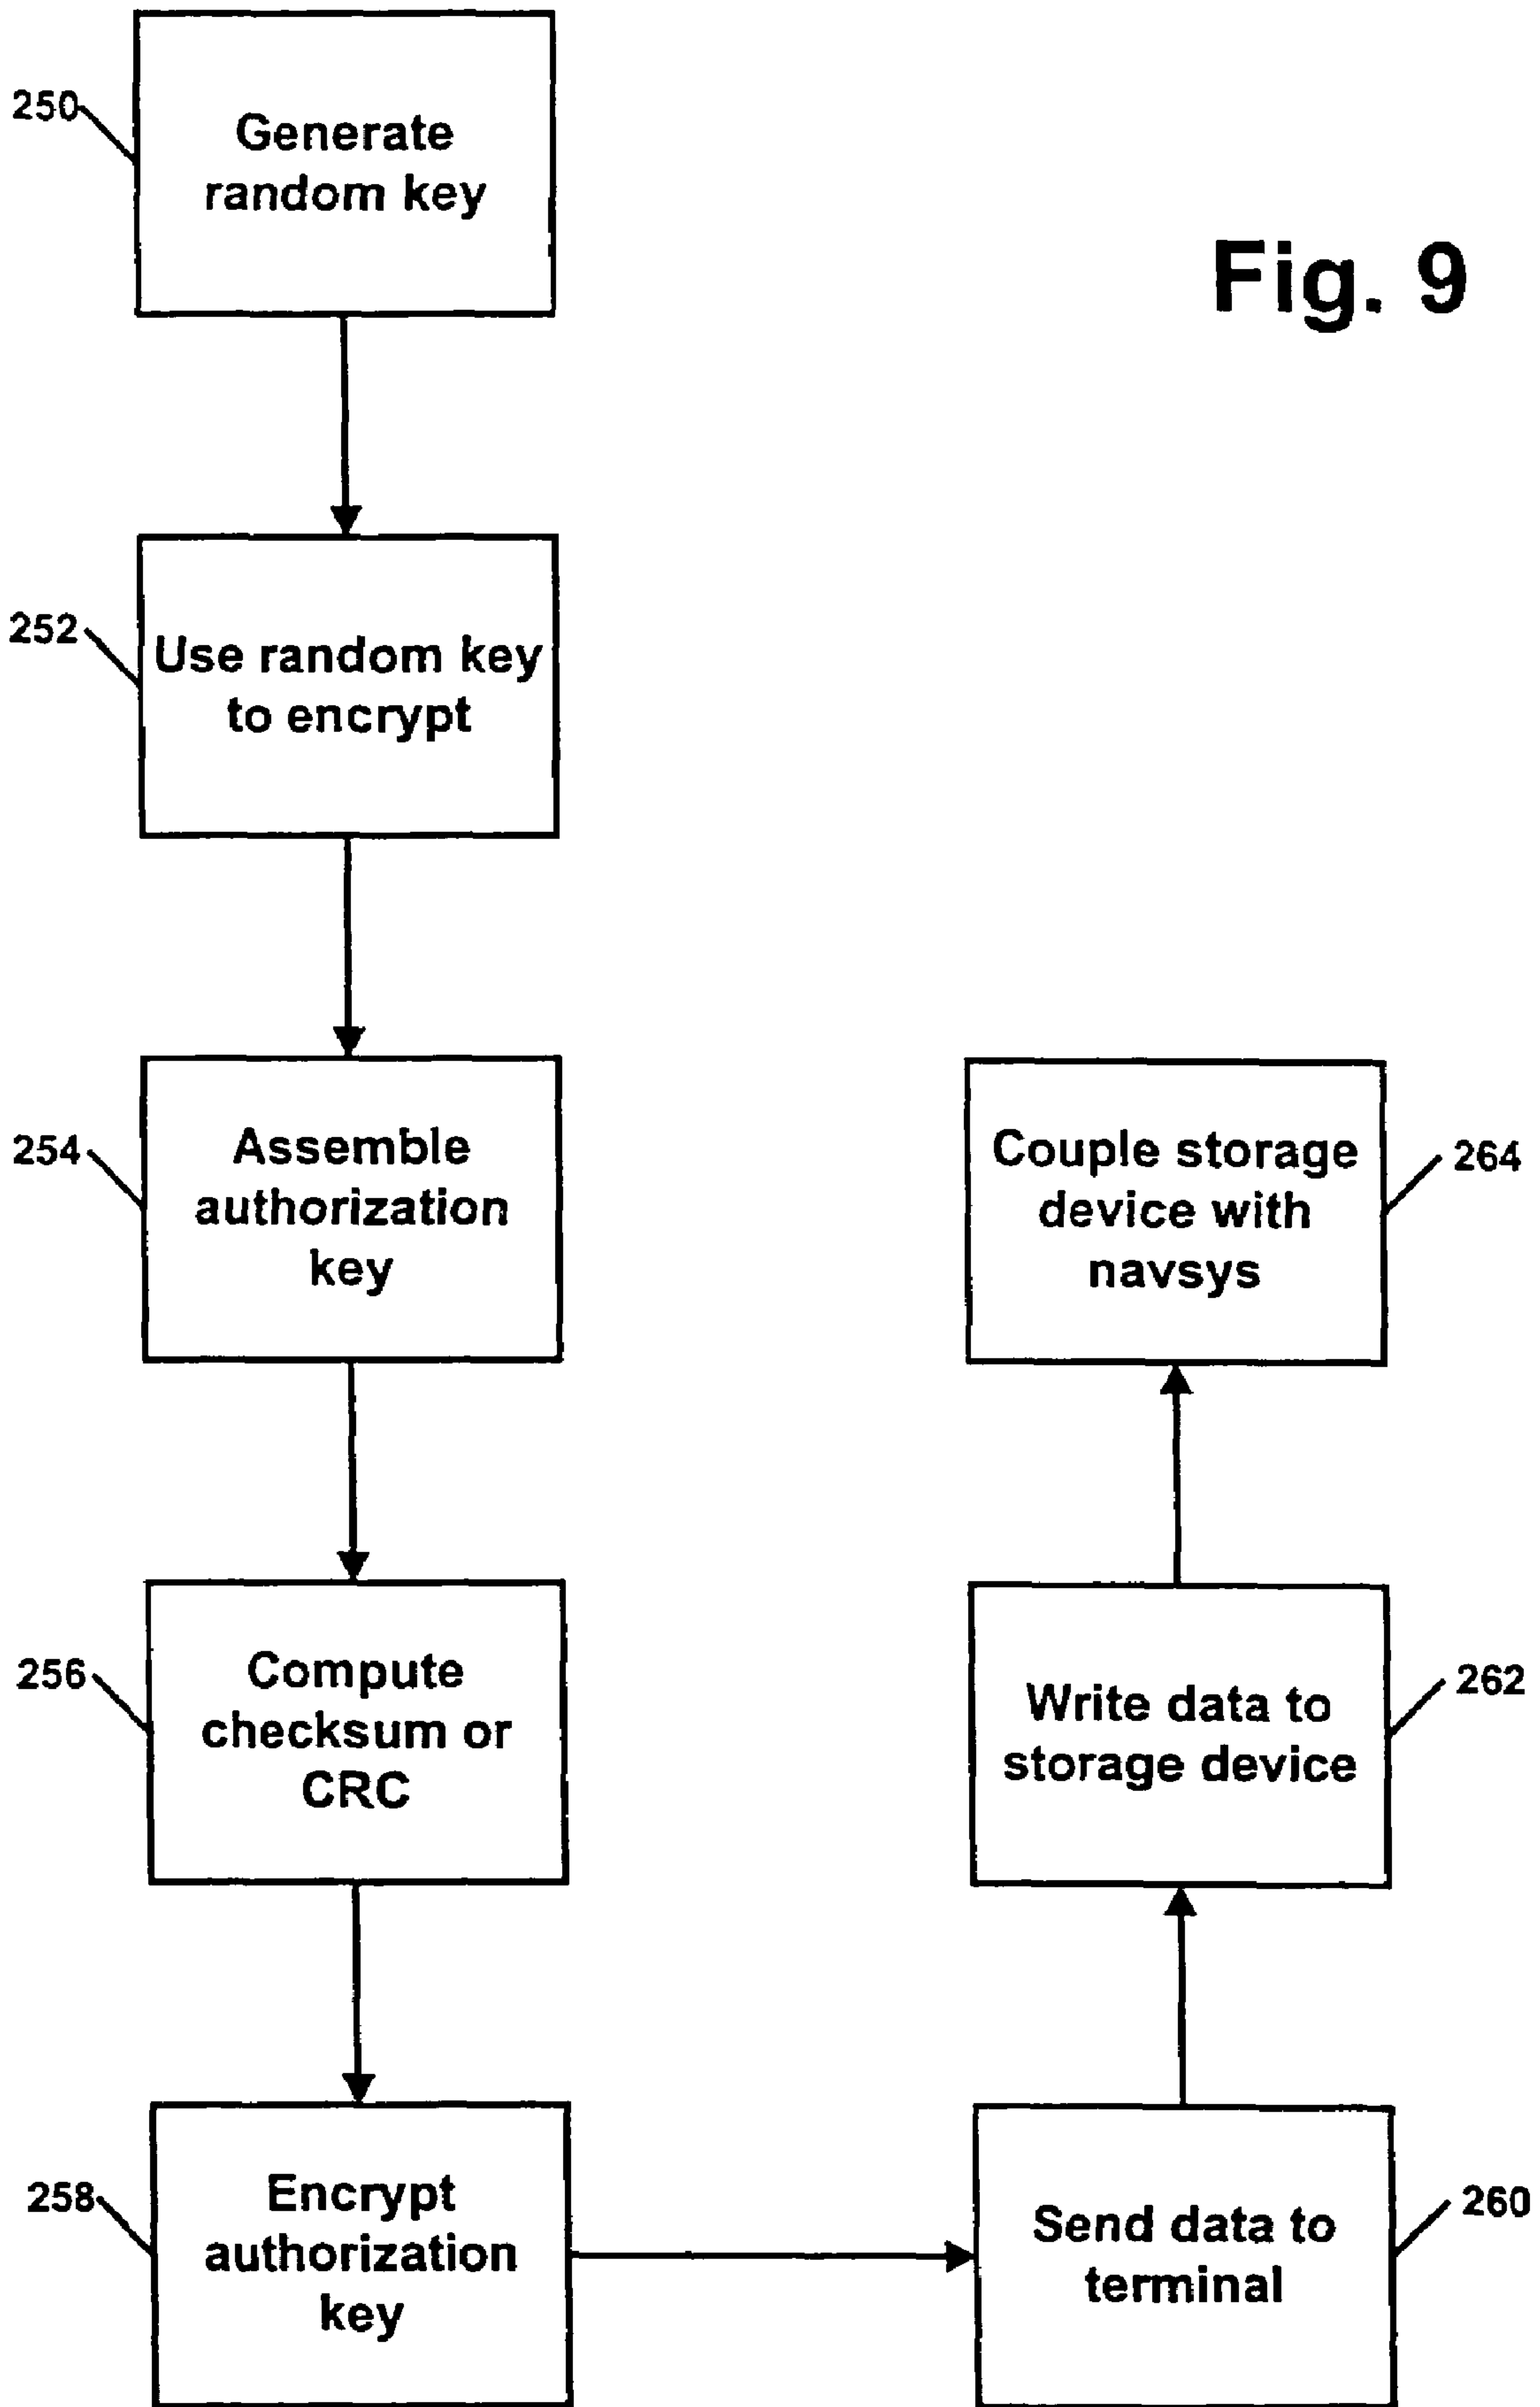 Fig. 9
250
Generate
random key
252
Use random key
to encrypt
254
Assemble
authorization
key
256
Compute
checksum or
CRC
258
Encrypt
authorization
key
260
Send data to
terminal
262
Write data to
storage device
264
Couple storage
device with
navsys